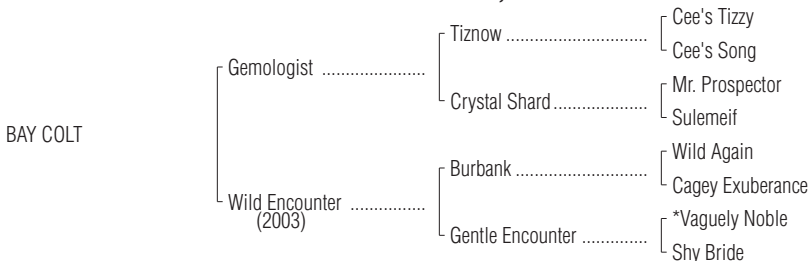 Cee's Tizzy
Tiznow ..............................
Cee's Song
Gemologist ......................
Mr. Prospector
Crystal Shard....................
Sulemeif
BAY COLT
Wild Again
Burbank ............................
Cagey Exuberance
Wild Encounter ................
(2003)
*Vaguely Noble
Gentle Encounter ..............
Shy Bride